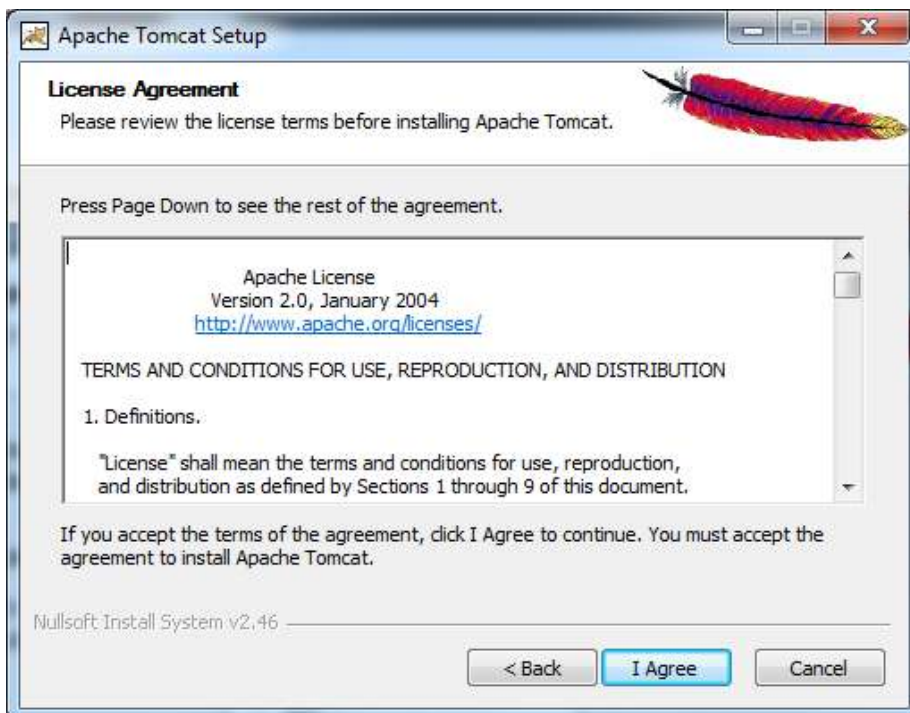 Apache Tomcat Setup
License Agreement
Please review the license terms before installing Apache Tomcat.
Press Page Down to see the rest of the agreement.
Apache License
Version 2.0, January 2004
http://www.apache.org/licenses/
TERMS AND CONDITIONS FOR USE, REPRODUCTION, AND DISTRIBUTION
1. Definitions.
"License" shall mean the terms and conditions for use, reproduction,
and distribution as defined by Sections 1 through 9 of this document.
If you accept the terms of the agreement, click I Agree to continue. You must accept the
agreement to install Apache Tomcat.
Nullsoft Install System v2.46
< Back I Agree Cancel